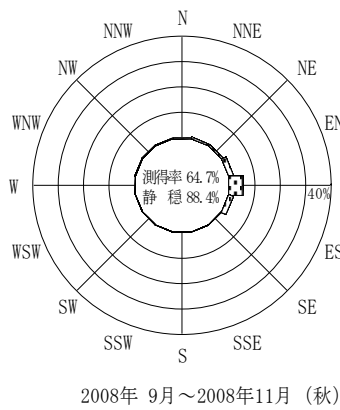 N
NNW
NNE
NW
NE
WNW
EN
測得率 64.7%
静 穏 88.4%
W
40%
WSW
ES
SW
SE
SSW
SSE
S
2008年 9月～2008年11月 (秋)